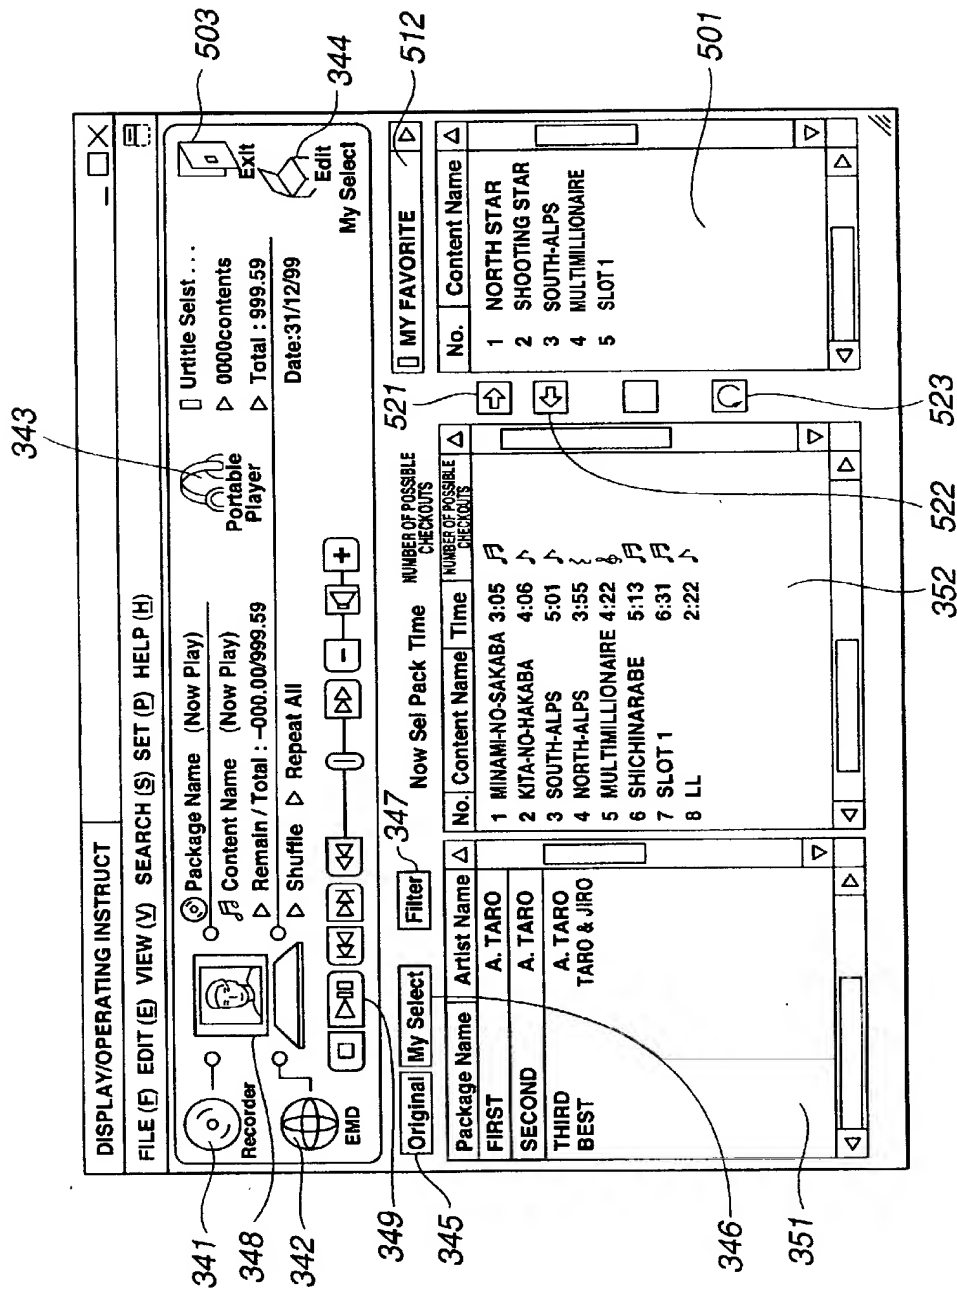 DISPLAY/OPERATING INSTRUCT
FILE (F) EDIT (E) VIEW (V) SEARCH (S) SET (P) HELP (H)
341
348
342
349
345
346
351
343
503
344
512
501
347
521
522
523
352
Recorder
EMD
Package Name (Now Play)
Content Name (Now Play)
Remain / Total : -000.00/999.59
Shuffle Repeat All
Portable
Player
Urtitle Selst...
0000contents
Total : 999.59
Date:31/12/99
Exit
Edit
My Select
Original My Select Filter
Now Sel Pack Time NUMBER OF POSSIBLE
CHECKOUTS
MY FAVORITE
Package Name Artist Name
FIRST A. TARO
SECOND A. TARO
THIRD A. TARO
BEST TARO & JIRO
No. Content Name Time NUMBER OF POSSIBLE
CHECKOUTS
1 MINAMI-NO-SAKABA 3:05
2 KITA-NO-HAKABA 4:06
3 SOUTH-ALPS 5:01
4 NORTH-ALPS 3:55
5 MULTIMILLIONAIRE 4:22
6 SHICHINARABE 5:13
7 SLOT 1 6:31
8 LL 2:22
No. Content Name
1 NORTH STAR
2 SHOOTING STAR
3 SOUTH-ALPS
4 MULTIMILLIONAIRE
5 SLOT 1